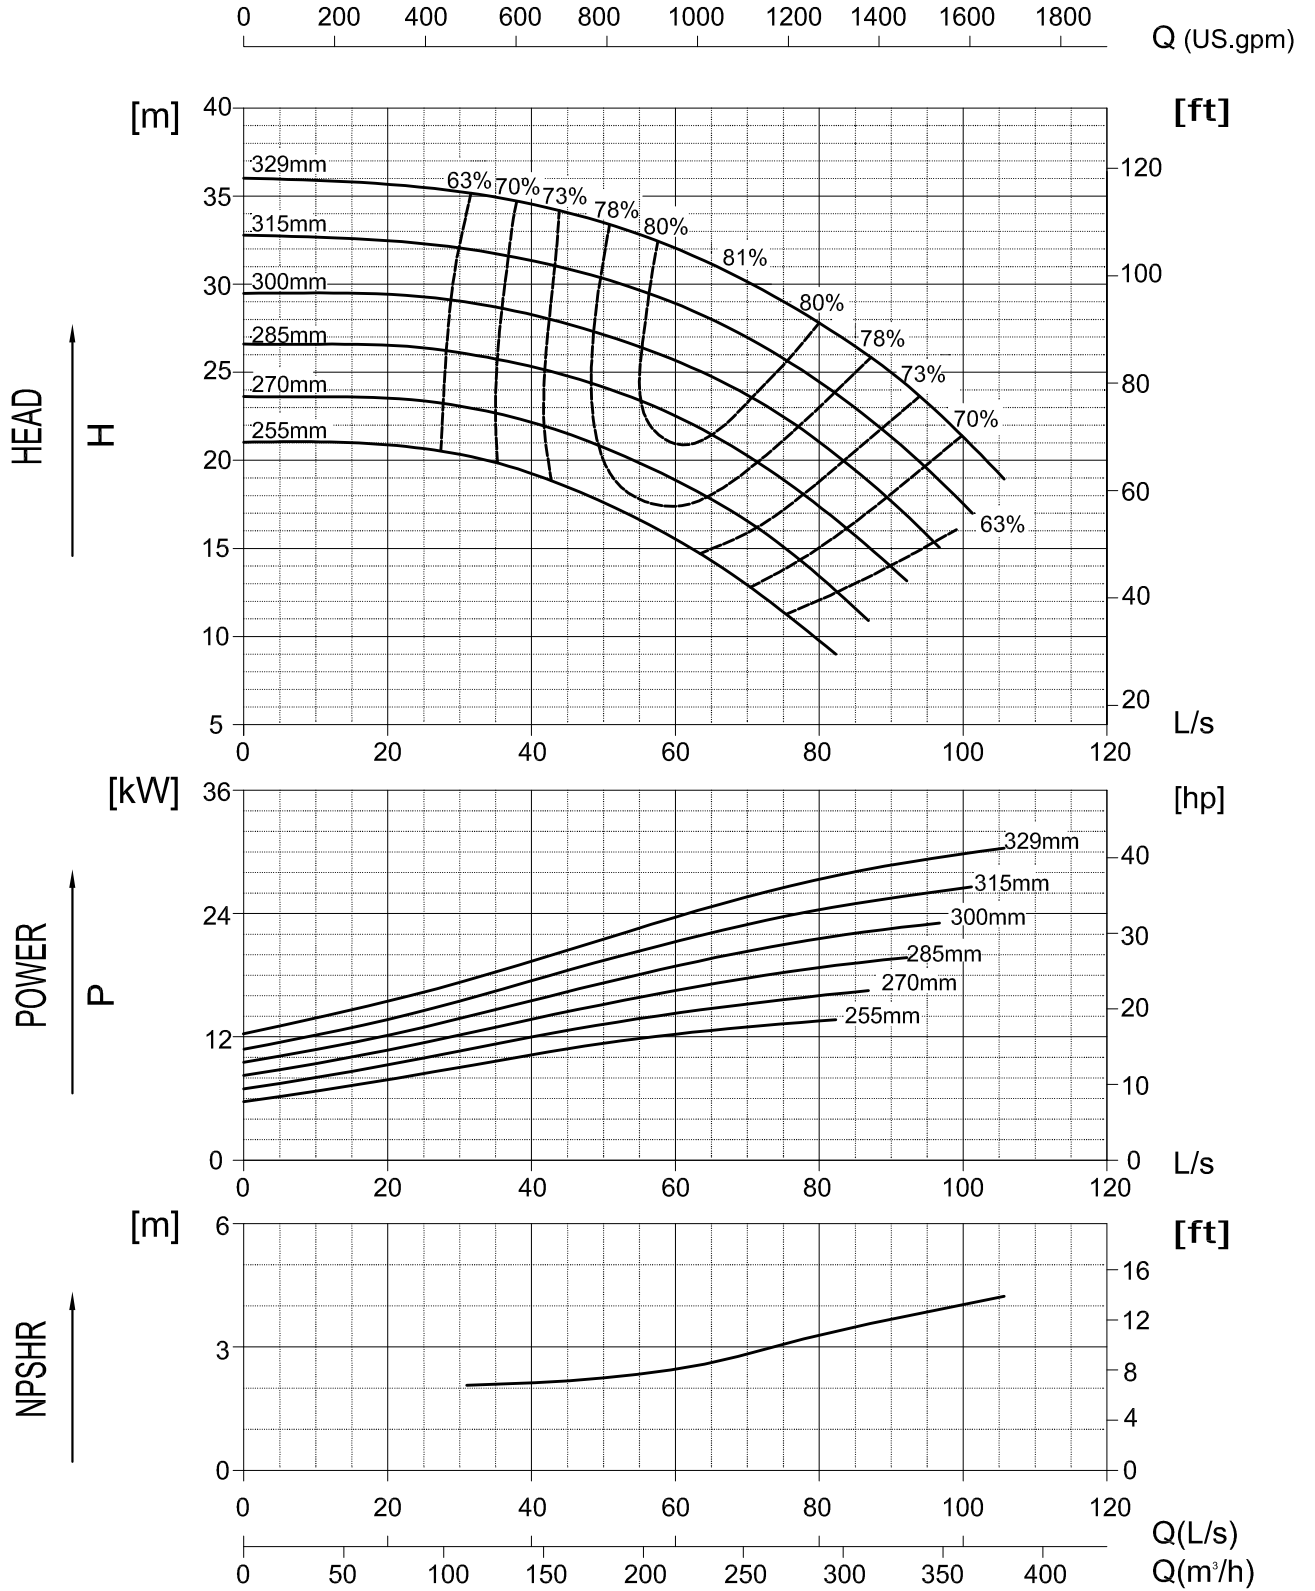 0 200 400 600 800 1000 1200 1400 1600 1800
Q (US.gpm)
[m] 40 [ft]
329mm 63% 70% 73% 78% 80% 120
35
315mm 81%
30 300mm 80% 100
285mm 78%
25 270mm 73% 80
255mm 70%
20 60
63%
15
40
10
20
5 L/s
0 20 40 60 80 100 120
HEAD
H
[kW] 36 [hp]
329mm 40
315mm
24 300mm 30
285mm
270mm 20
12 255mm
10
0 0 L/s
0 20 40 60 80 100 120
POWER
P
[m] 6 [ft]
16
12
3
8
4
0 0
0 20 40 60 80 100 120
NPSHR
Q(L/s)
0 50 100 150 200 250 300 350 400 Q(m³/h)